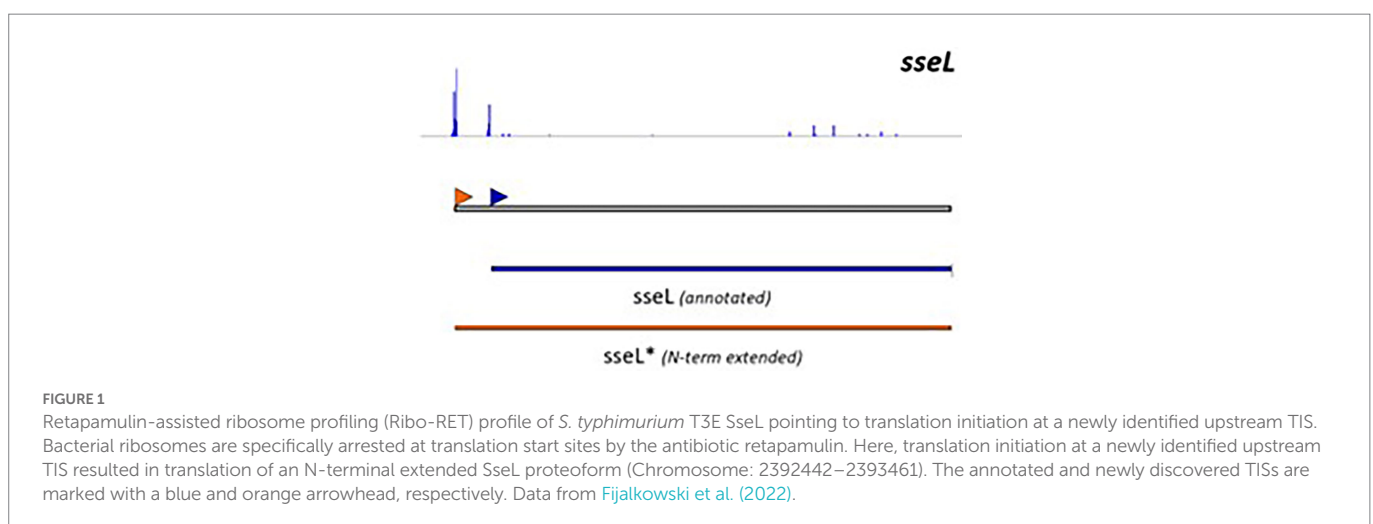 sseL
sseL (annotated)
sseL* (N-term extended)
FIGURE 1
Retapamulin-assisted ribosome profiling (Ribo-RET) profile of S. typhimurium T3E SseL pointing to translation initiation at a newly identified upstream TIS.
Bacterial ribosomes are specifically arrested at translation start sites by the antibiotic retapamulin. Here, translation initiation at a newly identified upstream
TIS resulted in translation of an N-terminal extended SseL proteoform (Chromosome: 2392442–2393461). The annotated and newly discovered TISs are
marked with a blue and orange arrowhead, respectively. Data from Fijalkowski et al. (2022).